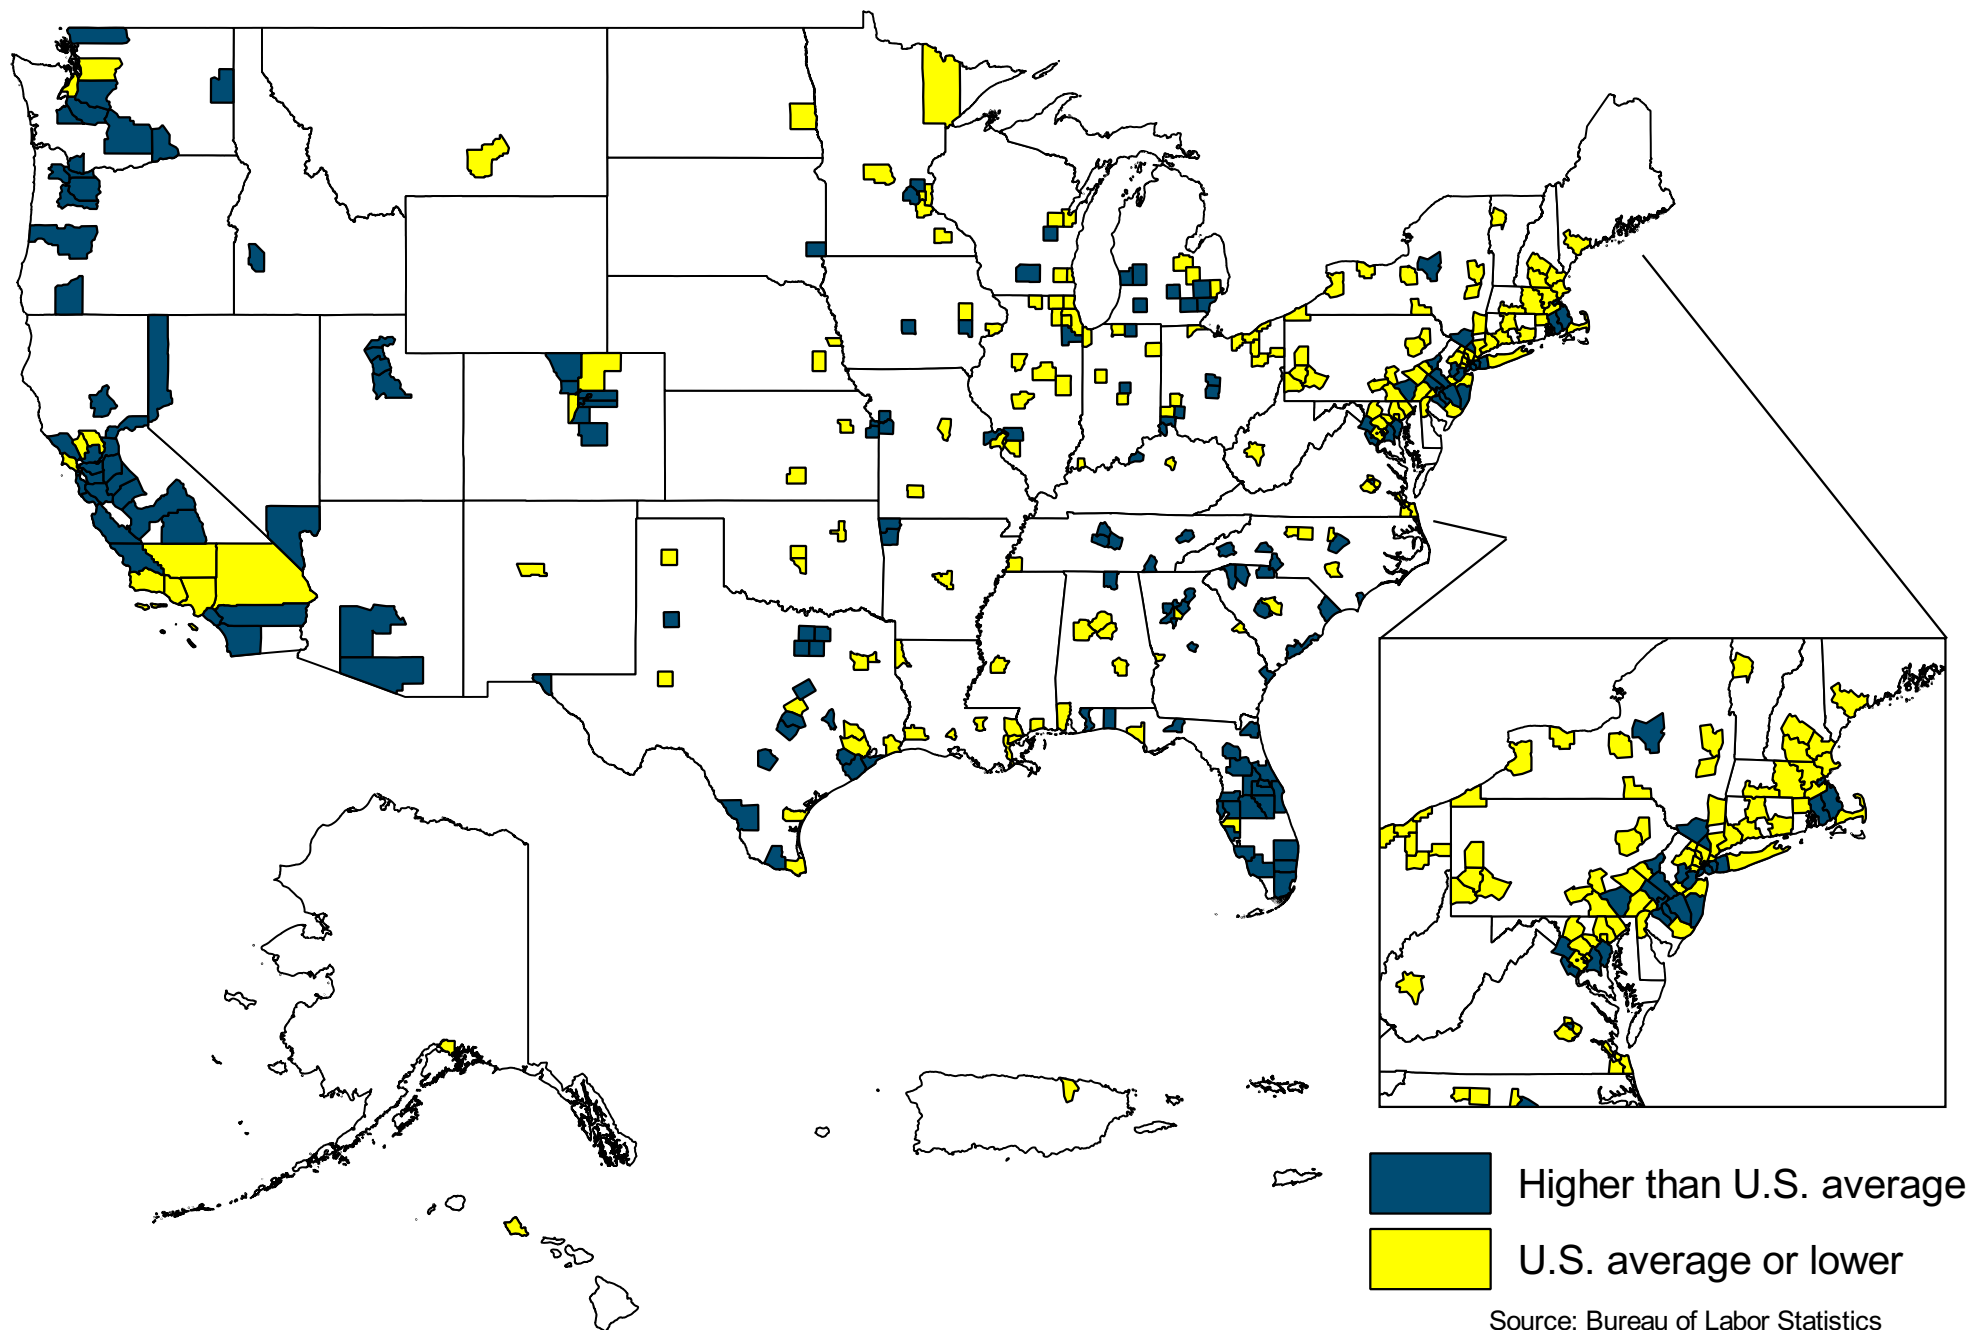 Higher than U.S. average
U.S. average or lower
Source: Bureau of Labor Statistics